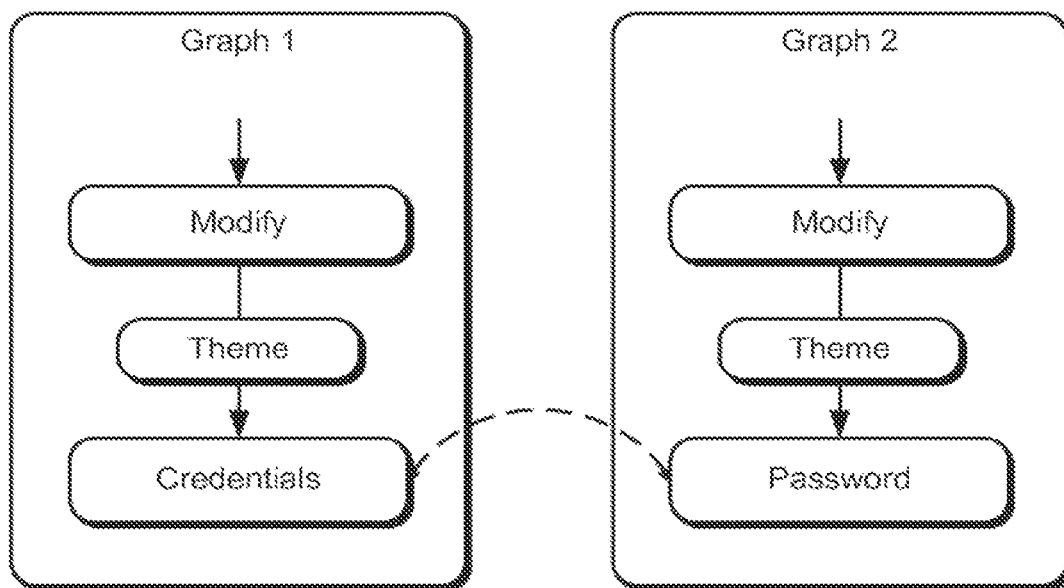 Graph 1
Modify
Theme
Credentials
Graph 2
Modify
Theme
Password